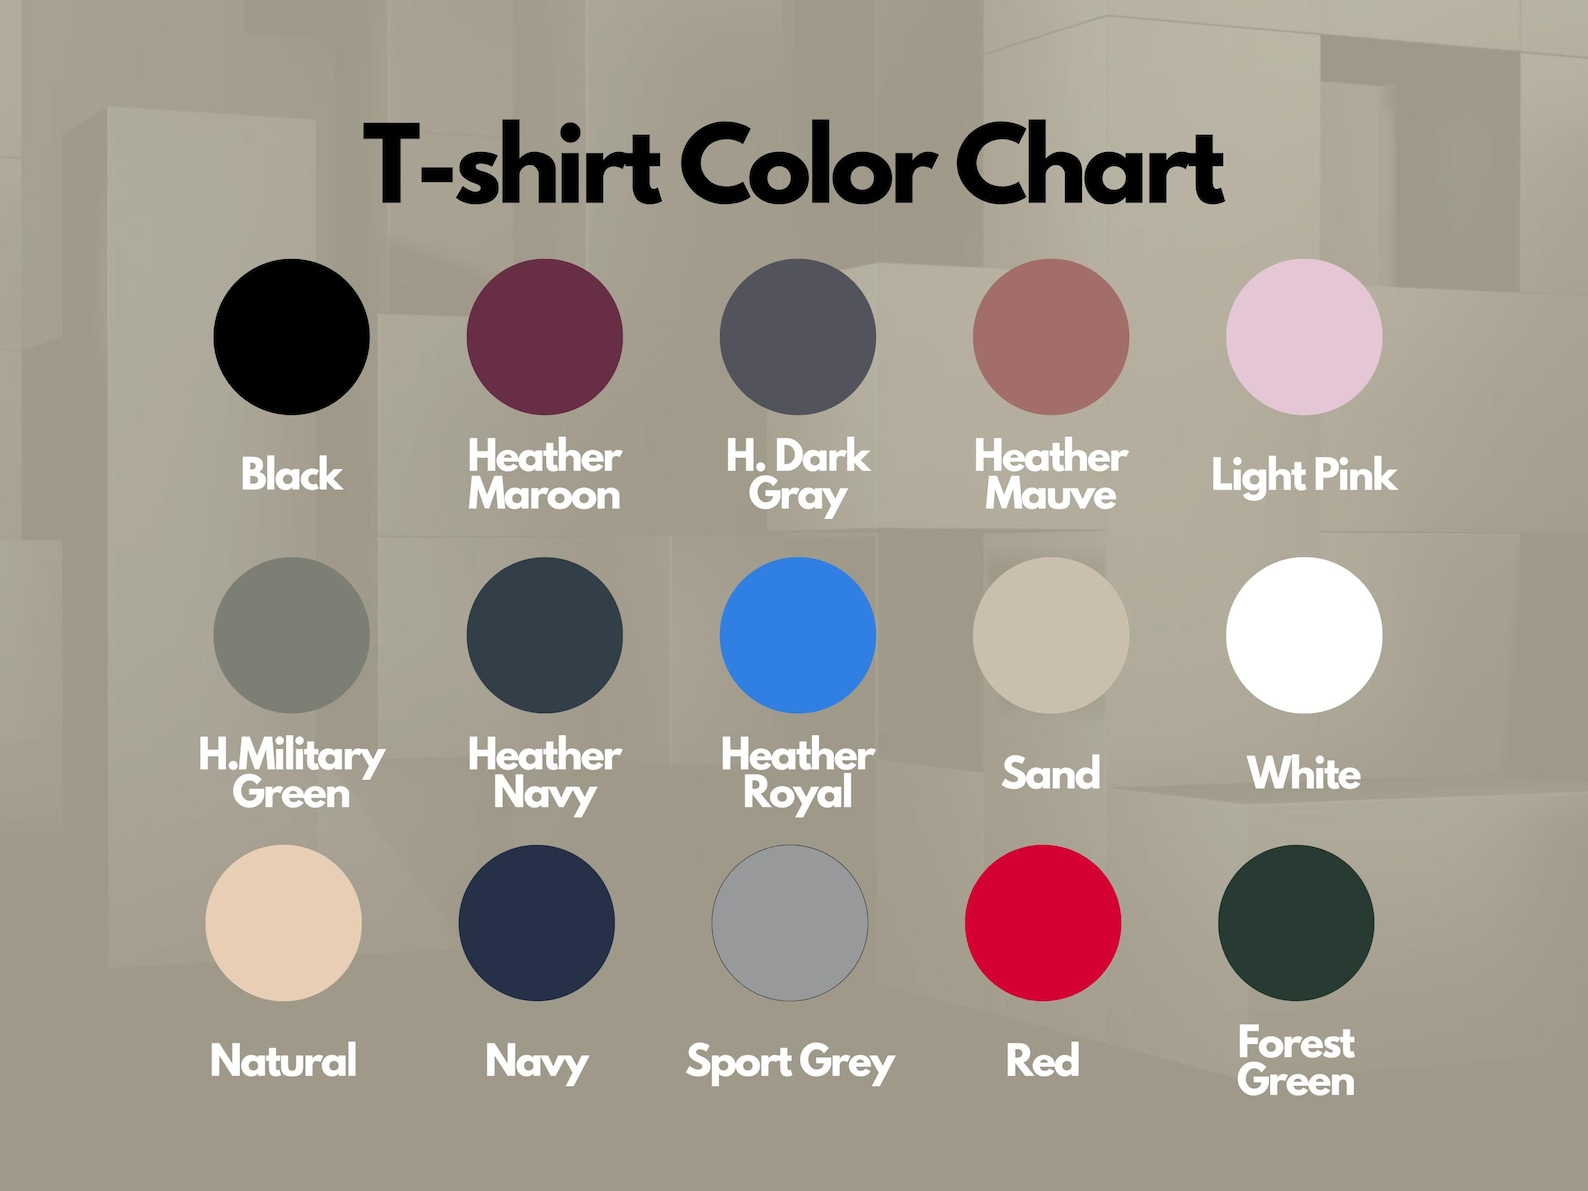 T-shirt Color Chart
Black
Heather
Maroon
H. Dark
Gray
Heather
Mauve
Light Pink
H.Military
Green
Heather
Navy
Heather
Royal
Sand
White
Natural
Navy
Sport Grey
Red
Forest
Green